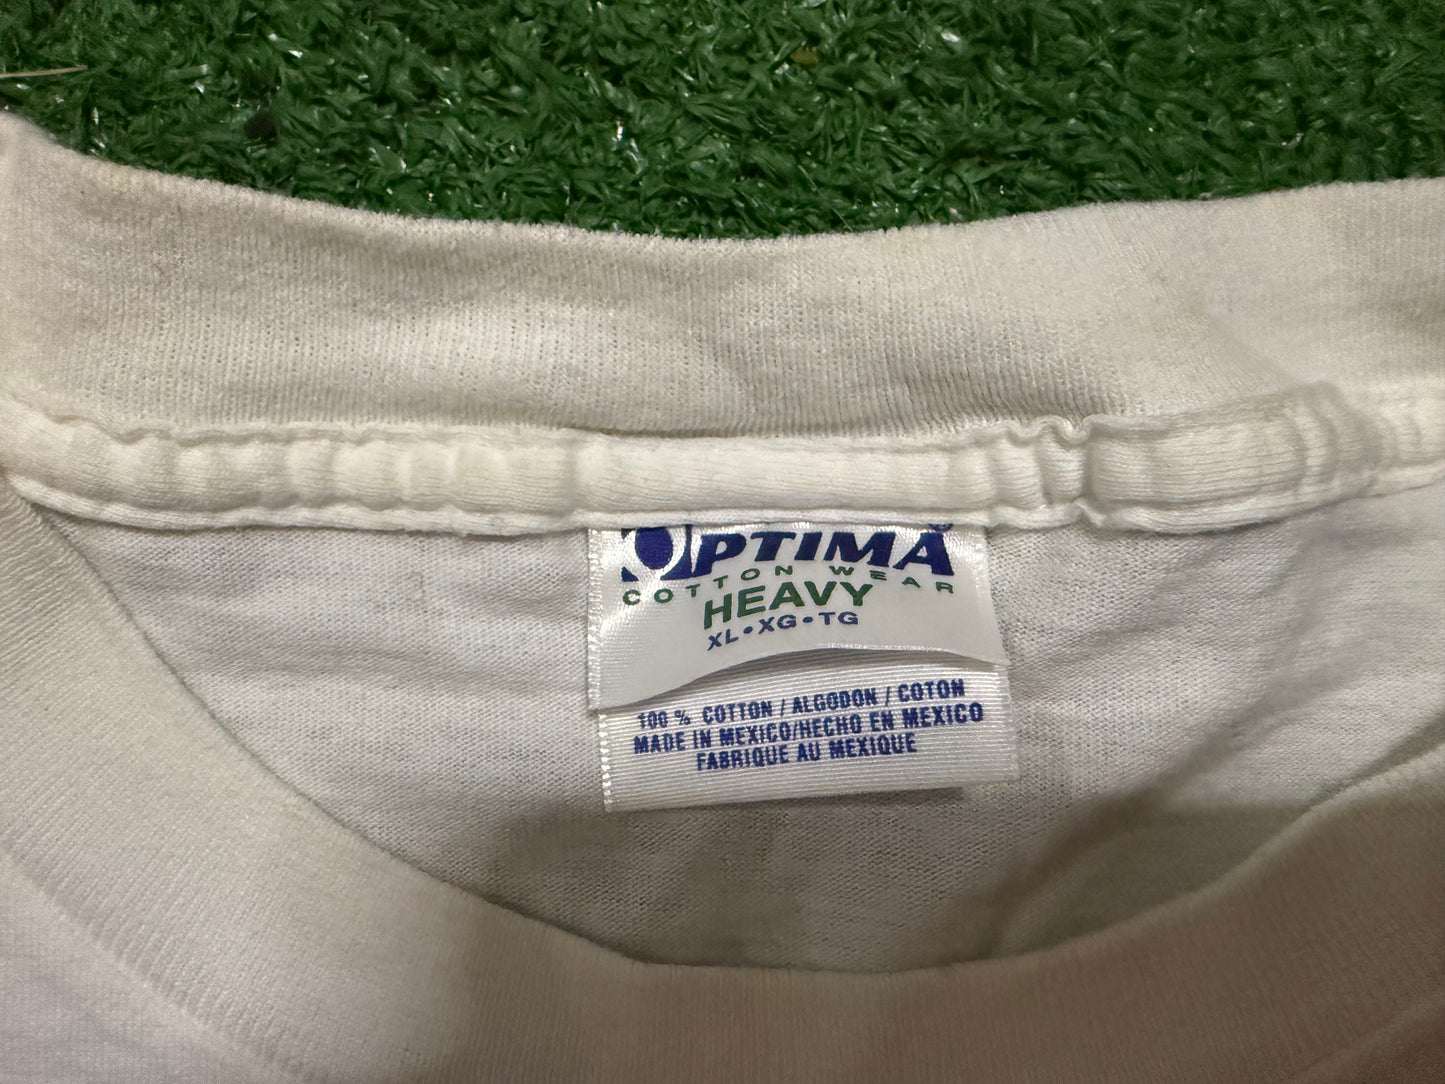 OPTIMA®
COTTON WEAR
HEAVY
XL•XG•TG
100 % COTTON / ALGODON / COTON
MADE IN MEXICO/HECHO EN MEXICO
FABRIQUE AU MEXIQUE